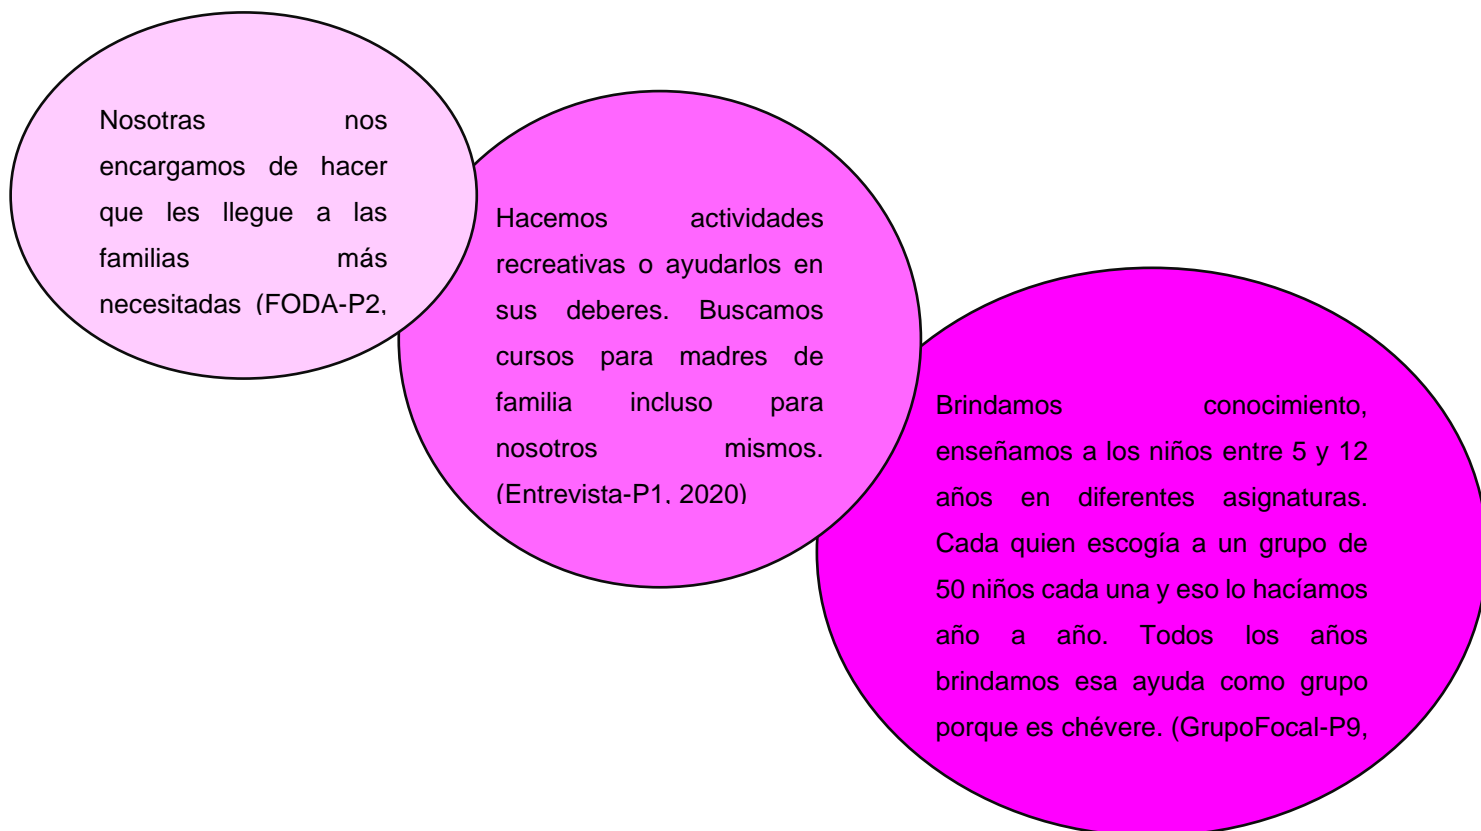 Nosotras nos
encargamos de hacer
que les llegue a las
familias más
necesitadas (FODA-P2,
Hacemos actividades
recreativas o ayudarlos en
sus deberes. Buscamos
cursos para madres de
familia incluso para
nosotros mismos.
(Entrevista-P1, 2020)
Brindamos conocimiento,
enseñamos a los niños entre 5 y 12
años en diferentes asignaturas.
Cada quien escogía a un grupo de
50 niños cada una y eso lo hacíamos
año a año. Todos los años
brindamos esa ayuda como grupo
porque es chévere. (GrupoFocal-P9,